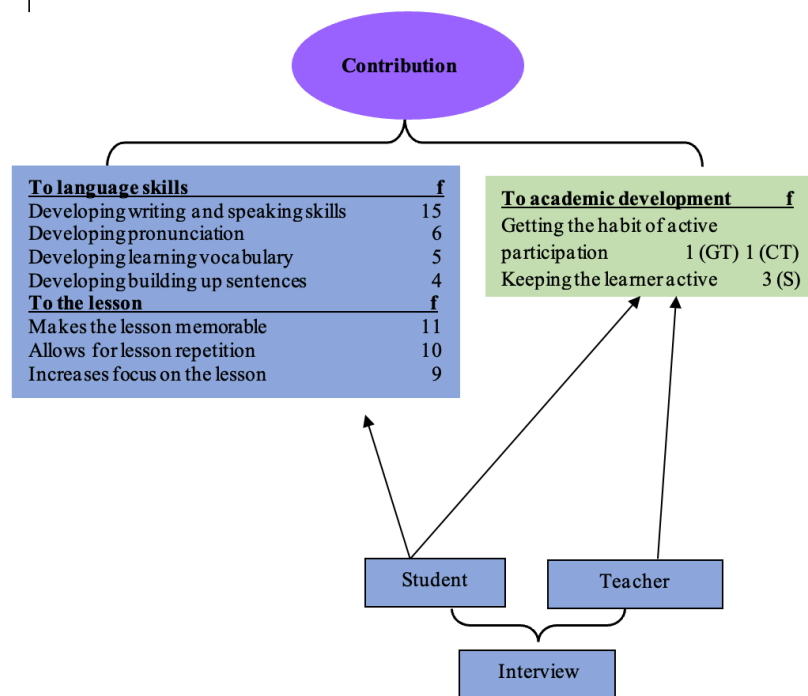 Contribution
To language skills f
Developing writing and speaking skills 15
Developing pronunciation 6
Developing learning vocabulary 5
Developing building up sentences 4
To the lesson f
Makes the lesson memorable 11
Allows for lesson repetition 10
Increases focus on the lesson 9
To academic development f
Getting the habit of active
participation 1 (GT) 1 (CT)
Keeping the learner active 3 (S)
Student
Teacher
Interview